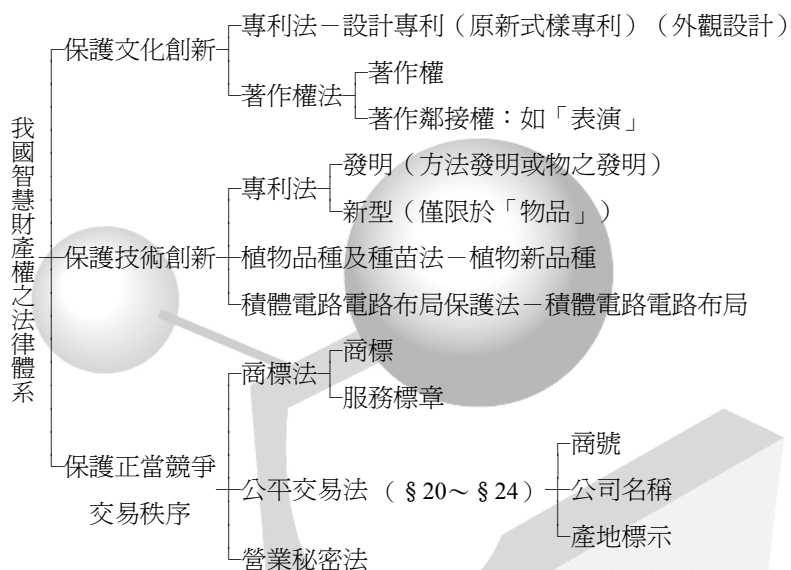 我國智慧財產權之法律體系
保護文化創新
專利法－設計專利（原新式樣專利）（外觀設計）
著作權法
著作權
著作鄰接權：如「表演」
保護技術創新
專利法
發明（方法發明或物之發明）
新型（僅限於「物品」）
植物品種及種苗法－植物新品種
積體電路電路布局保護法－積體電路電路布局
保護正當競爭
交易秩序
商標法
商標
服務標章
公平交易法（§20～§24）
商號
公司名稱
產地標示
營業秘密法